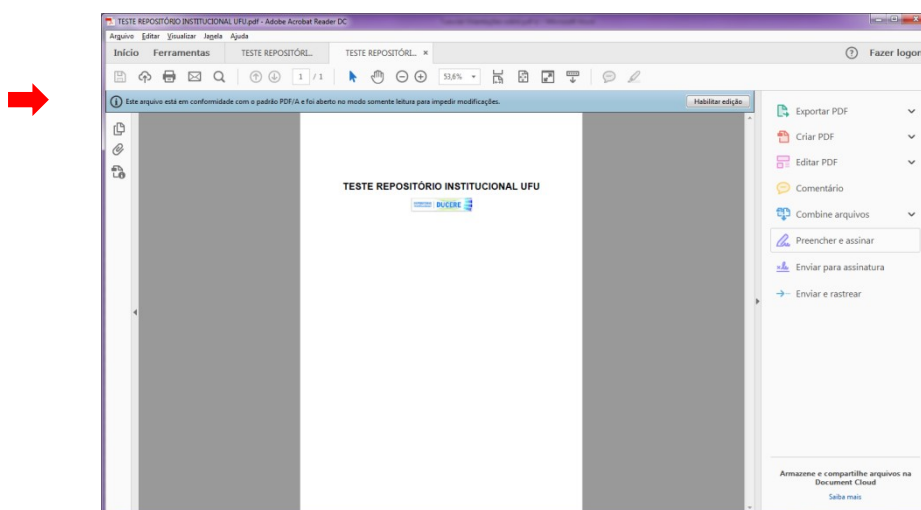 TESTE REPOSITÓRIO INSTITUCIONAL UFU.pdf - Adobe Acrobat Reader DC
Arquivo Editar Visualizar Janela Ajuda
Início Ferramentas TESTE REPOSITÓRI... TESTE REPOSITÓRI... × Fazer logon
1 / 1 53,6%
Este arquivo está em conformidade com o padrão PDF/A e foi aberto no modo somente leitura para impedir modificações. Habilitar edição
TESTE REPOSITÓRIO INSTITUCIONAL UFU
DUCERE
Exportar PDF
Criar PDF
Editar PDF
Comentário
Combine arquivos
Preencher e assinar
Enviar para assinatura
Enviar e rastrear
Armazene e compartilhe arquivos na
Document Cloud
Saiba mais